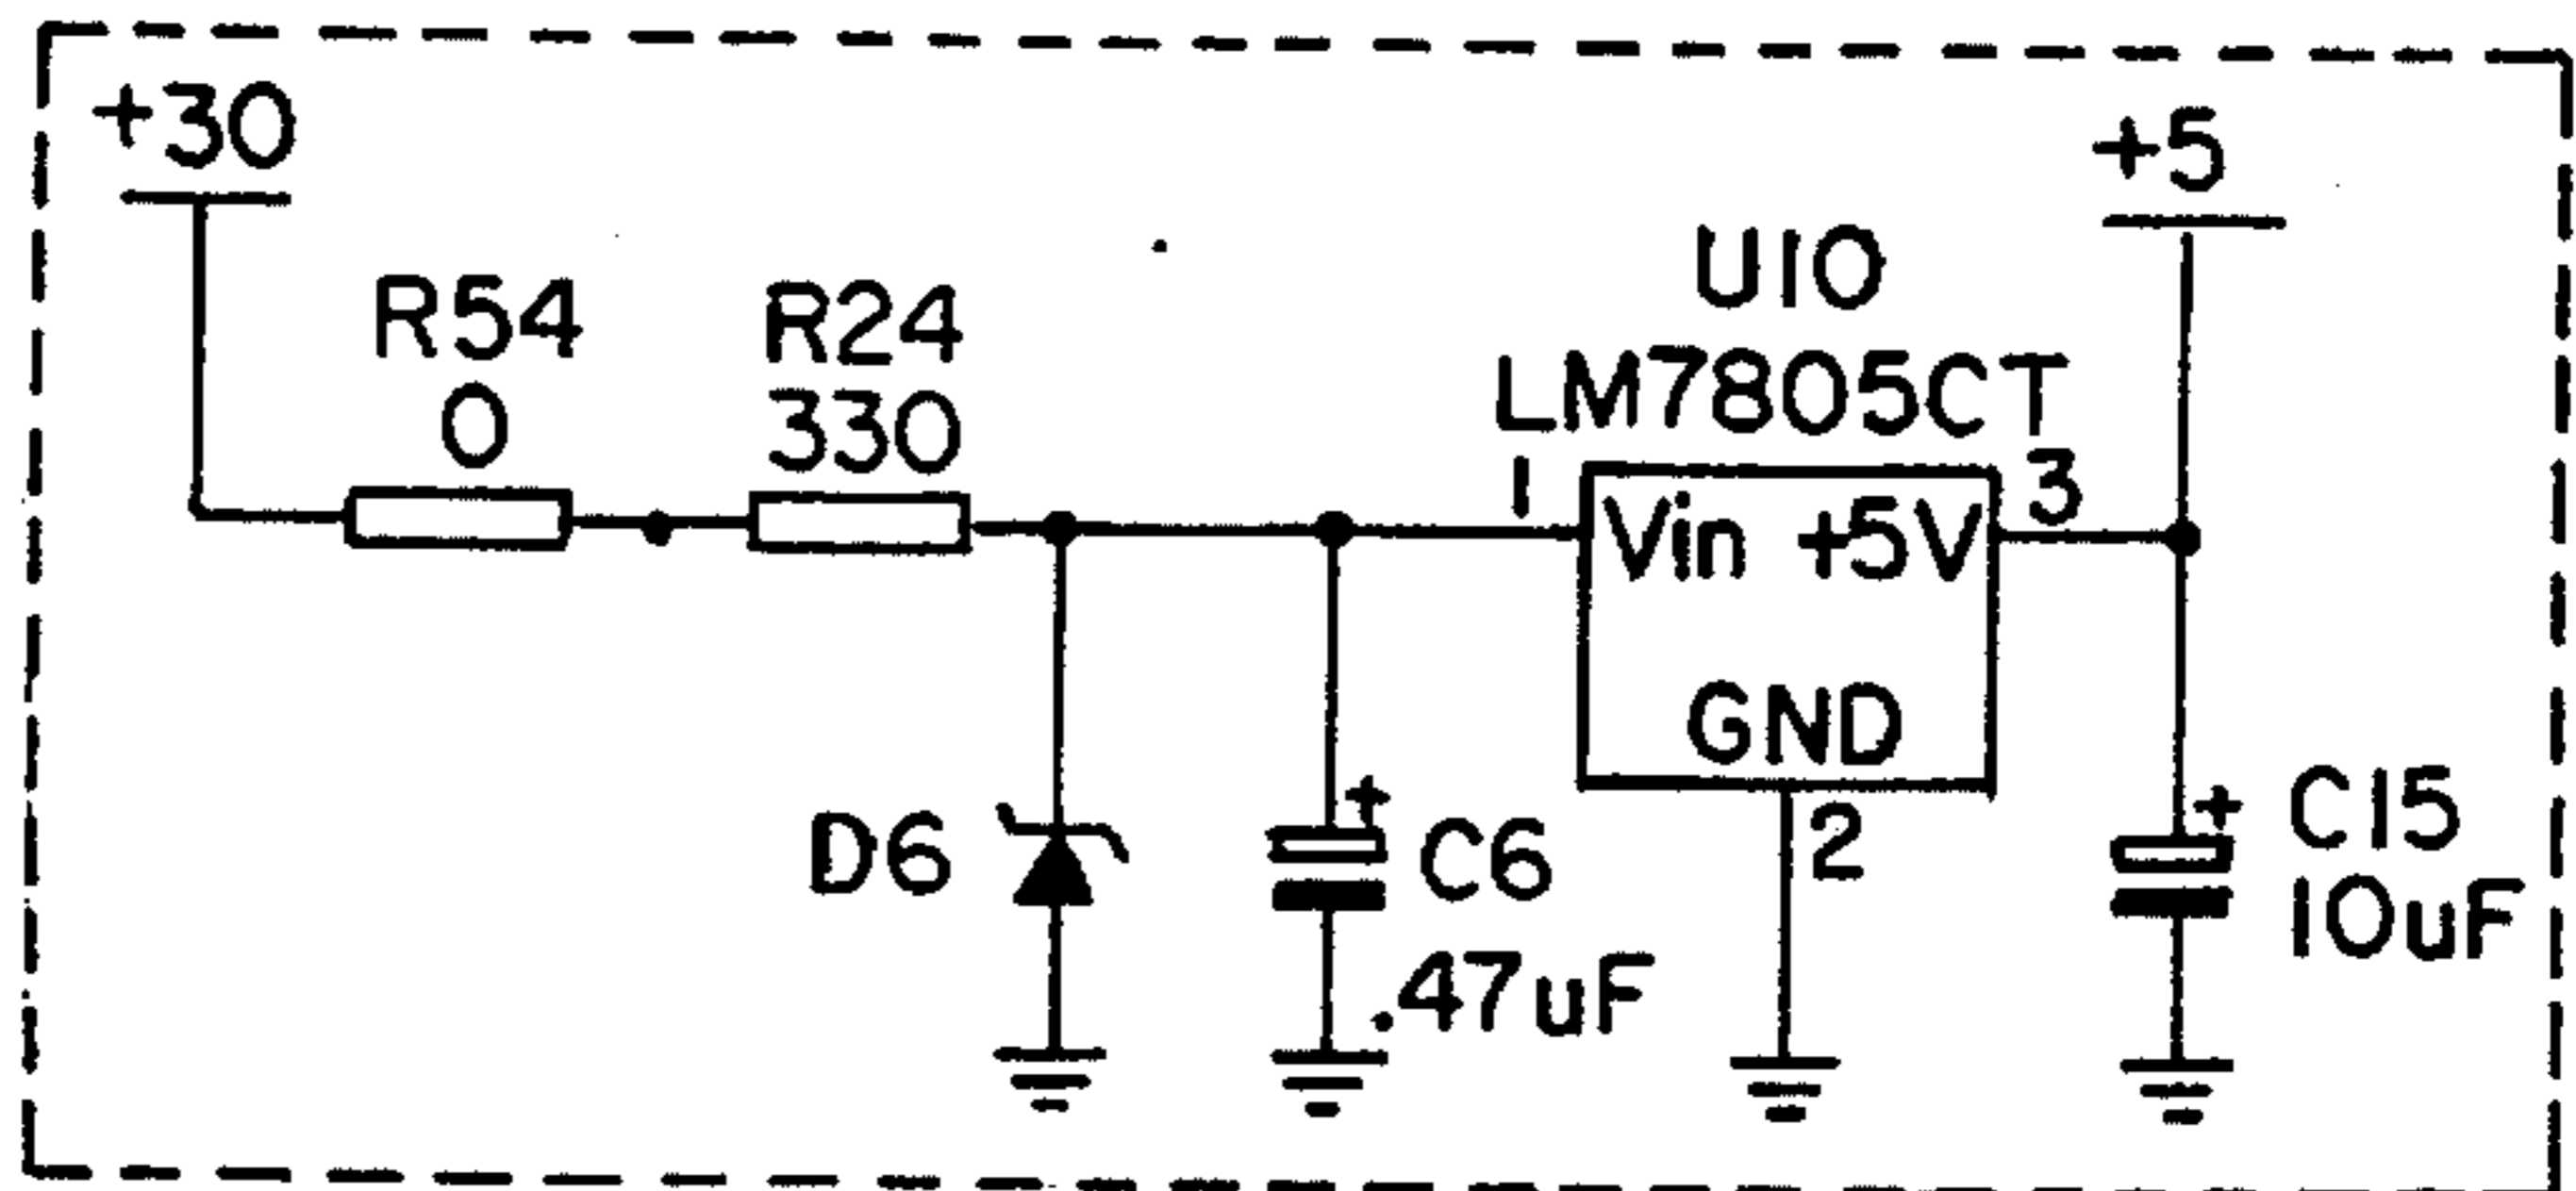 +30
R54
0
R24
330
D6
C6
.47uF
U10
LM7805CT
1
Vin +5V
3
GND
2
+5
C15
10uF